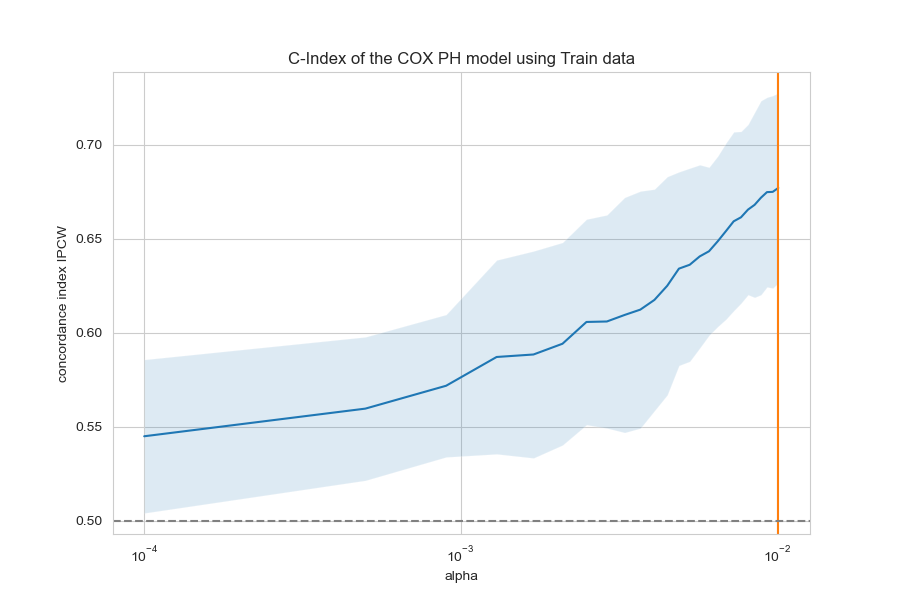 C-Index of the COX PH model using Train data
concordance index IPCW
0.70
0.65
0.60
0.55
0.50
10⁻⁴ 10⁻³ 10⁻²
alpha